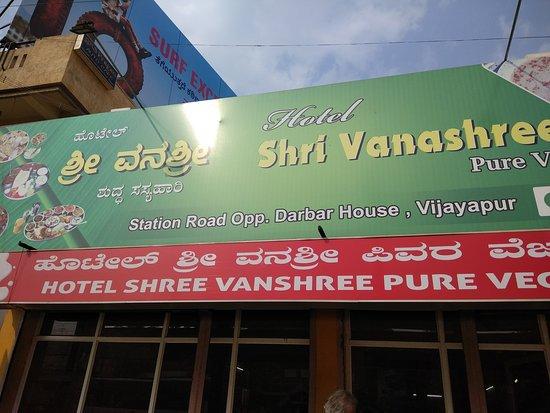 SURF EXC
ಹೊಟೇಲ್
ಶ್ರೀ ವನಶ್ರೀ
ಶುದ್ಧ ಸಸ್ಯಹಾರಿ
Hotel
Shri Vanashree
Pure V
Station Road Opp. Darbar House , Vijayapur
ಹೊಟೇಲ್ ಶ್ರೀ ವನಶ್ರೀ ಪಿವರ ವೆಜ
HOTEL SHREE VANSHREE PURE VEG